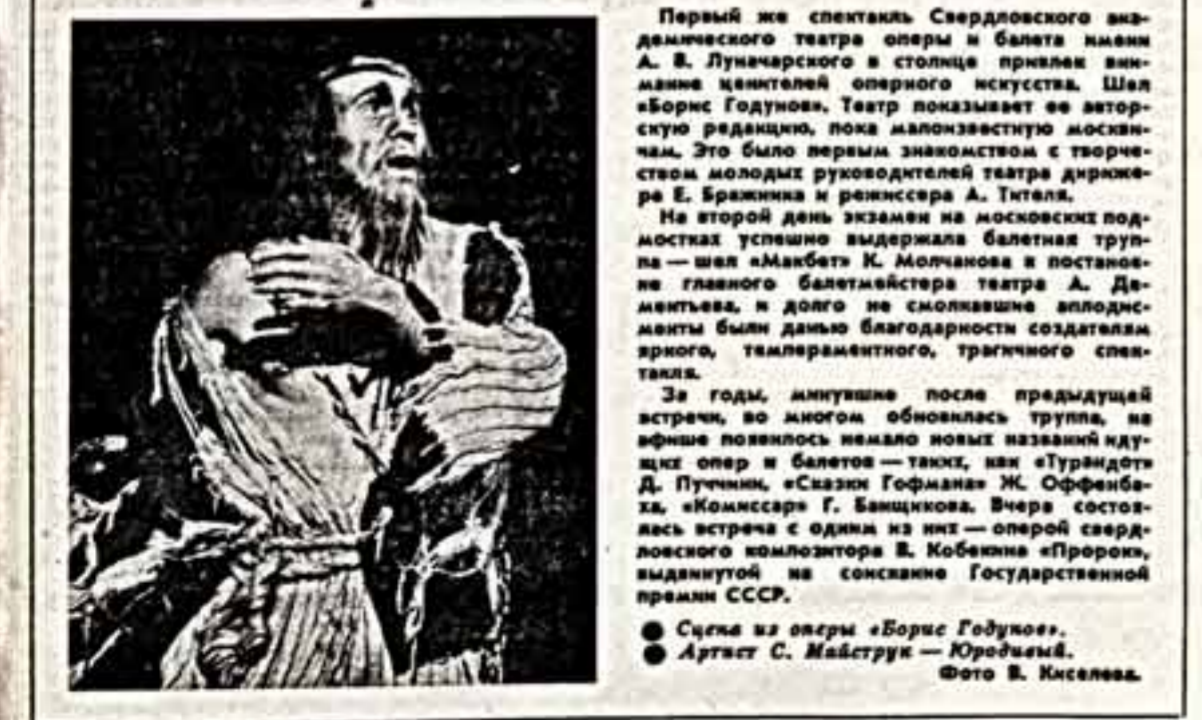 Первый же спектакль Свердловского ака-
демического театра оперы и балета имени
А. В. Луначарского в столице привлек вни-
мание ценителей оперного искусства. Шел
«Борис Годунов». Театр показывает ее автор-
скую редакцию, пока малоизвестную москви-
чам. Это было первым знакомством с творче-
ством молодых руководителей театра дириже-
ра Е. Бражника и режиссера А. Тителя.
На второй день экзамен на московских под-
мостках успешно выдержала балетная труп-
па — шел «Макбет» К. Молчанова в постанов-
ке главного балетмейстера театра А. Де-
ментьева, и долго не смолкавшие аплодис-
менты были данью благодарности создателям
яркого, темпераментного, трагичного спек-
такля.
За годы, минувшие после предыдущей
встречи, во многом обновилась труппа, на
афише появилось немало новых названий иду-
щих опер и балетов — таких, как «Турандот»
Д. Пуччини, «Сказки Гофмана» Ж. Оффенба-
ха, «Комиссар» Г. Банщикова. Вчера состоя-
лась встреча с одним из них — оперой сверд-
ловского композитора В. Кобекина «Пророк»,
выдвинутой на соискание Государственной
премии СССР.
● Сцена из оперы «Борис Годунов».
● Артист С. Майструк — Юродивый.
Фото В. Киселева.